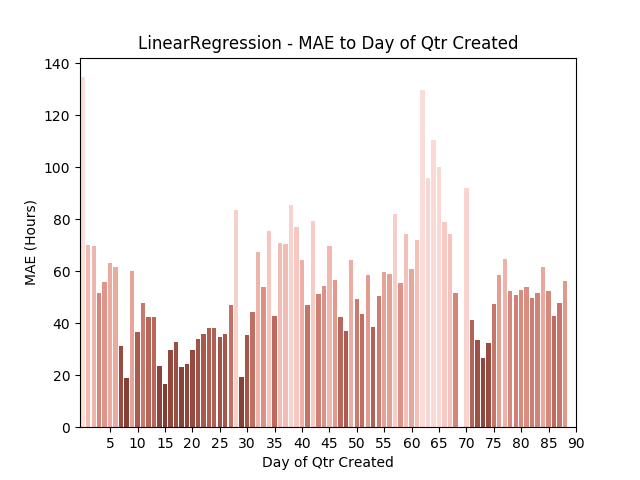 LinearRegression - MAE to Day of Qtr Created
MAE (Hours)
140
120
100
80
60
40
20
0
5 10 15 20 25 30 35 40 45 50 55 60 65 70 75 80 85 90
Day of Qtr Created